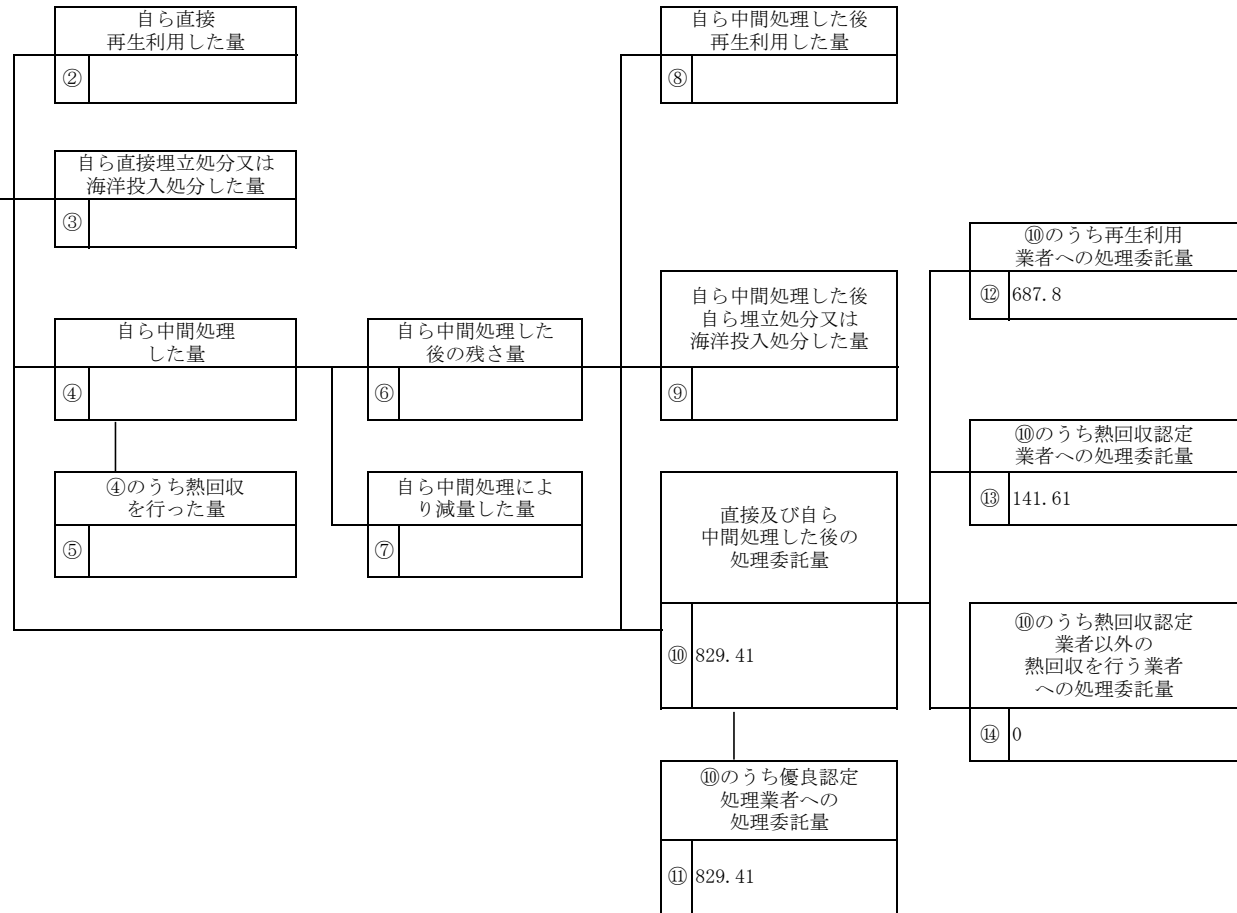 自ら直接
再生利用した量
②
自ら中間処理した後
再生利用した量
⑧
自ら直接埋立処分又は
海洋投入処分した量
③
⑩のうち再生利用
業者への処理委託量
⑫ 687.8
自ら中間処理
した量
④
自ら中間処理した
後の残さ量
⑥
自ら中間処理した後
自ら埋立処分又は
海洋投入処分した量
⑨
⑩のうち熱回収認定
業者への処理委託量
⑬ 141.61
④のうち熱回収
を行った量
⑤
自ら中間処理によ
り減量した量
⑦
直接及び自ら
中間処理した後の
処理委託量
⑩ 829.41
⑩のうち熱回収認定
業者以外の
熱回収を行う業者
への処理委託量
⑭ 0
⑩のうち優良認定
処理業者への
処理委託量
⑪ 829.41